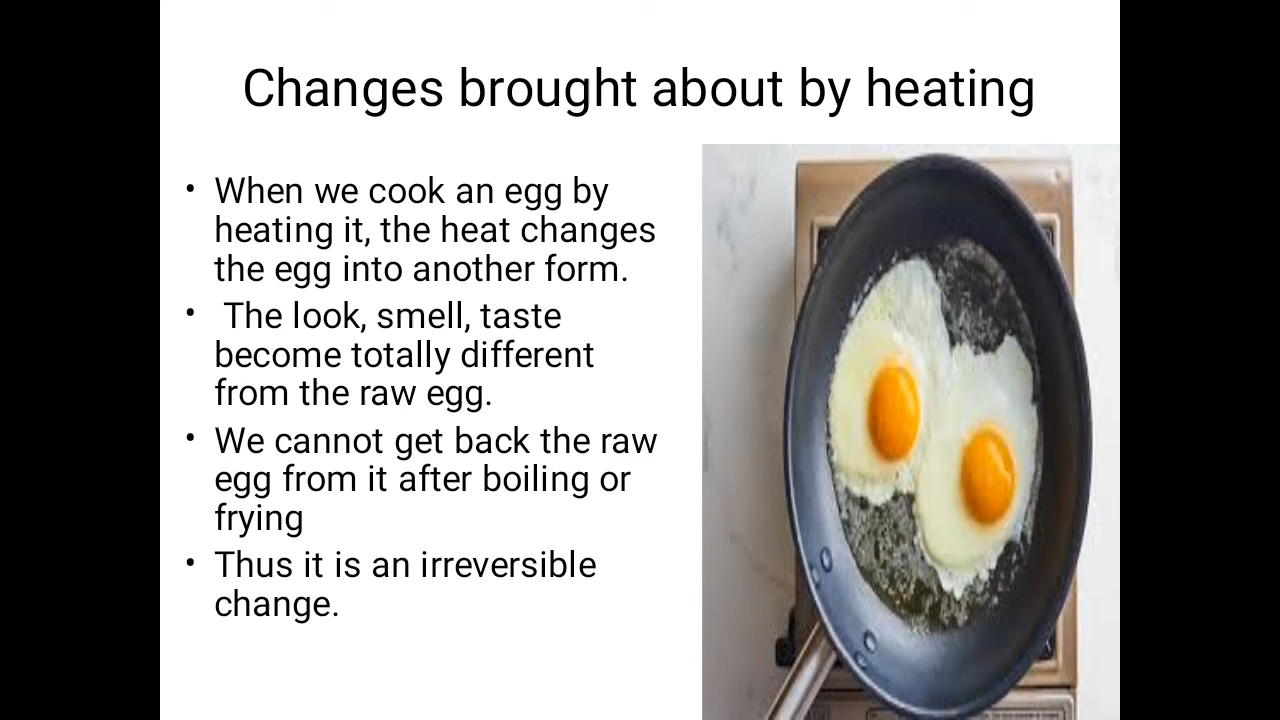 Changes brought about by heating
• When we cook an egg by
heating it, the heat changes
the egg into another form.
• The look, smell, taste
become totally different
from the raw egg.
• We cannot get back the raw
egg from it after boiling or
frying
• Thus it is an irreversible
change.